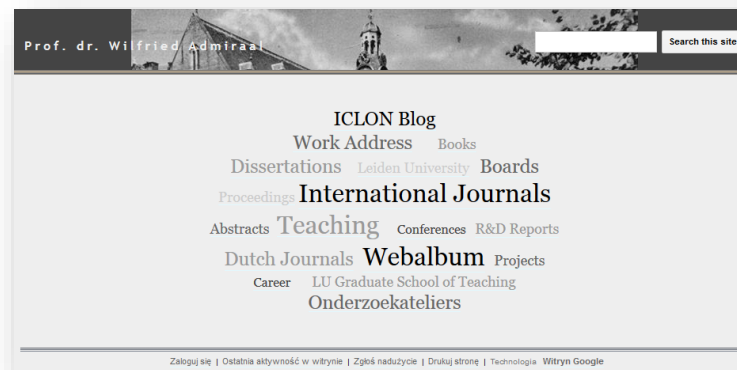 Prof. dr. Wilfried Admiraal
Search this site
ICLON Blog
Work Address Books
Dissertations Leiden University Boards
Proceedings International Journals
Abstracts Teaching Conferences R&D Reports
Dutch Journals Webalbum Projects
Career LU Graduate School of Teaching
Onderzoekateliers
Zaloguj się | Ostatnia aktywność w witrynie | Zgłoś nadużycie | Drukuj stronę | Technologia Witryn Google